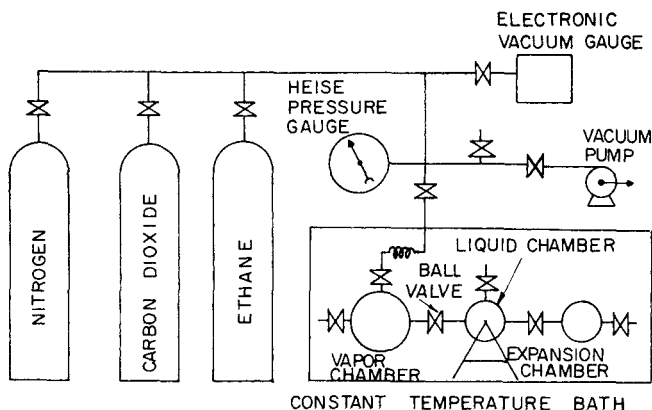 ELECTRONIC
VACUUM GAUGE
HEISE
PRESSURE
GAUGE
VACUUM
PUMP
NITROGEN
CARBON DIOXIDE
ETHANE
LIQUID CHAMBER
BALL
VALVE
VAPOR
CHAMBER
EXPANSION
CHAMBER
CONSTANT TEMPERATURE BATH